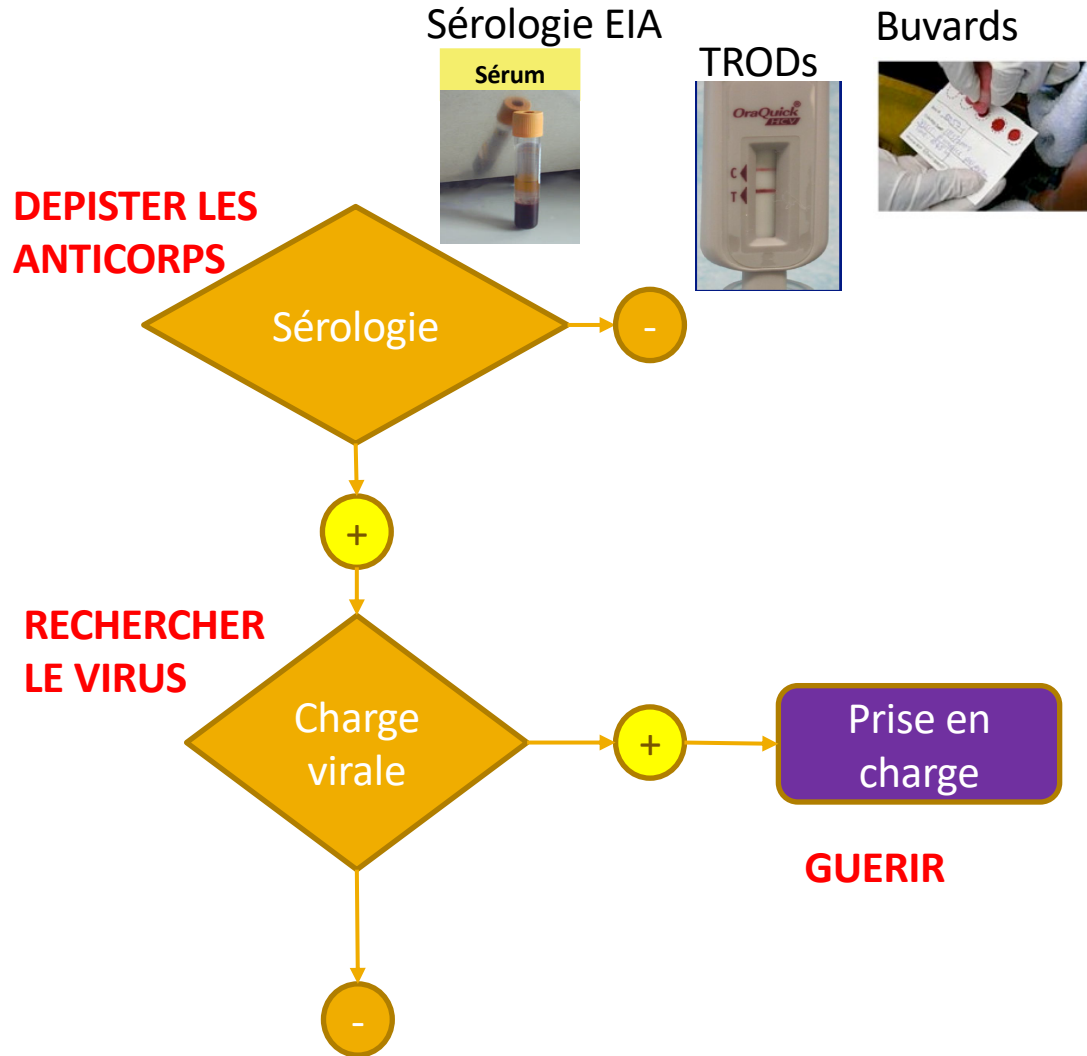 Sérologie EIA
Sérum
TRODs
OraQuick
HCV
C
T
Buvards
DEPISTER LES
ANTICORPS
Sérologie
-
+
RECHERCHER
LE VIRUS
Charge
virale
+
Prise en
charge
GUERIR
-